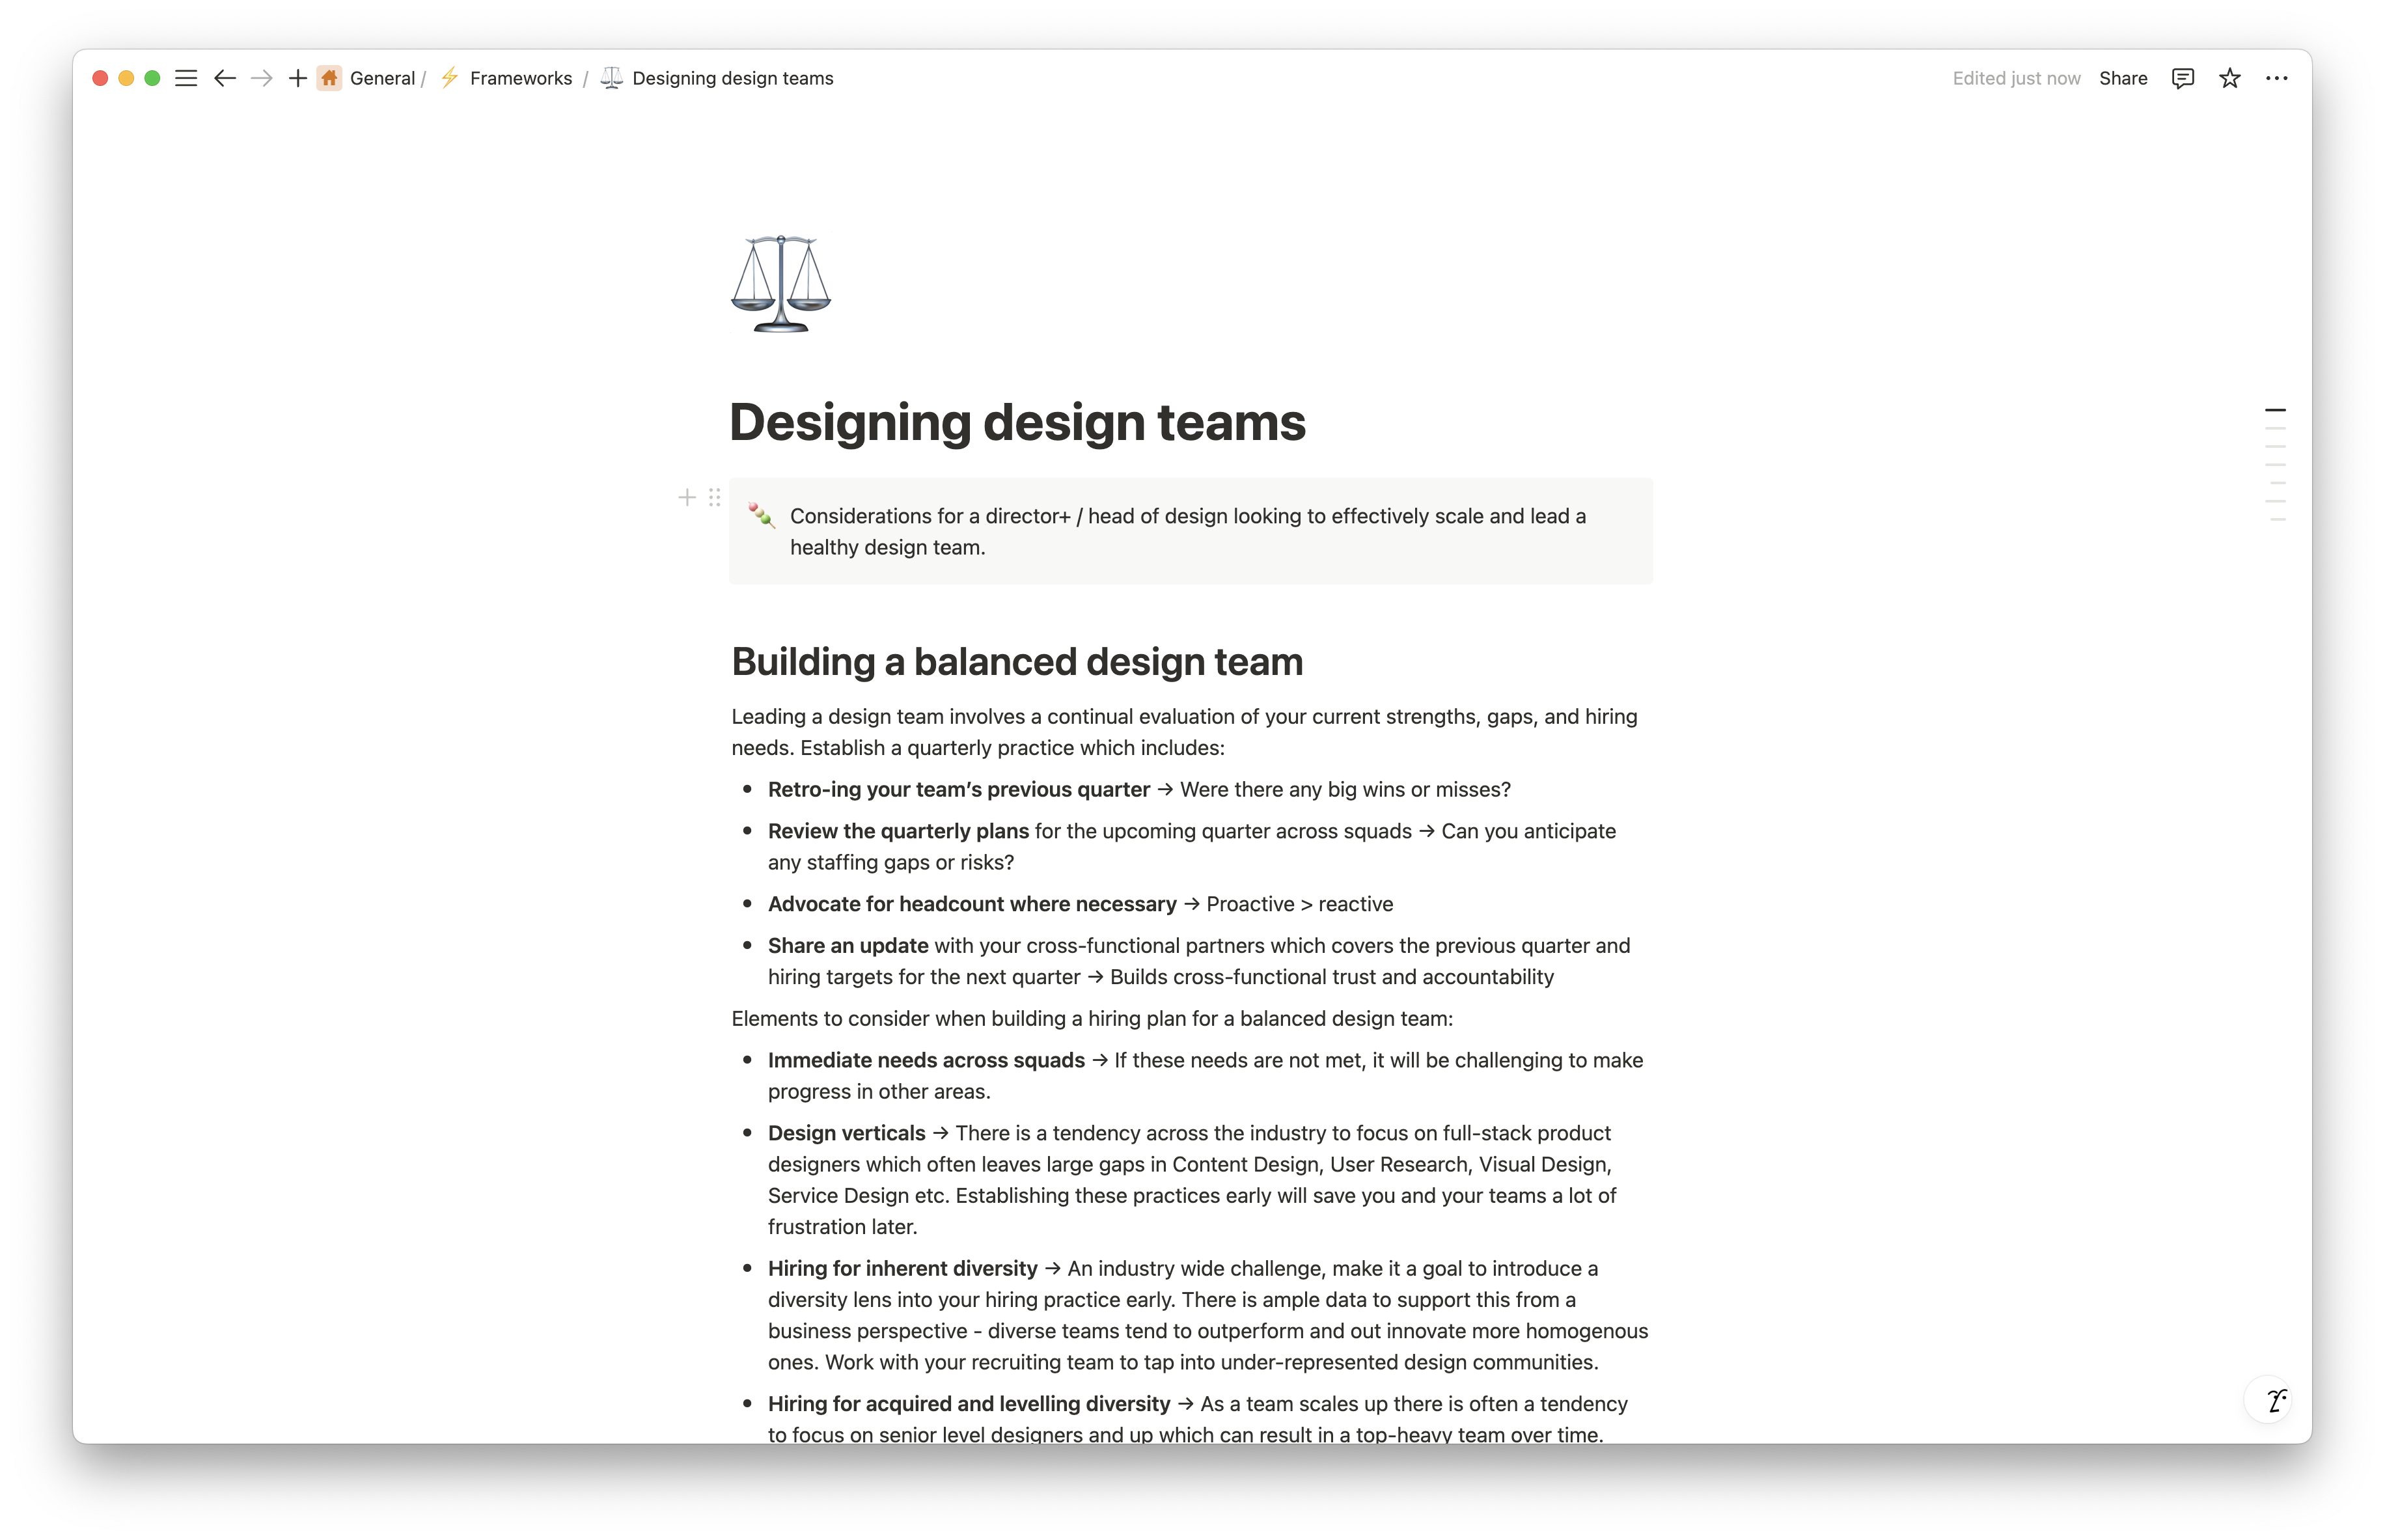 General / Frameworks / Designing design teams
Edited just now Share
Designing design teams
Considerations for a director+ / head of design looking to effectively scale and lead a
healthy design team.
Building a balanced design team
Leading a design team involves a continual evaluation of your current strengths, gaps, and hiring
needs. Establish a quarterly practice which includes:
• Retro-ing your team’s previous quarter → Were there any big wins or misses?
• Review the quarterly plans for the upcoming quarter across squads → Can you anticipate
any staffing gaps or risks?
• Advocate for headcount where necessary → Proactive > reactive
• Share an update with your cross-functional partners which covers the previous quarter and
hiring targets for the next quarter → Builds cross-functional trust and accountability
Elements to consider when building a hiring plan for a balanced design team:
• Immediate needs across squads → If these needs are not met, it will be challenging to make
progress in other areas.
• Design verticals → There is a tendency across the industry to focus on full-stack product
designers which often leaves large gaps in Content Design, User Research, Visual Design,
Service Design etc. Establishing these practices early will save you and your teams a lot of
frustration later.
• Hiring for inherent diversity → An industry wide challenge, make it a goal to introduce a
diversity lens into your hiring practice early. There is ample data to support this from a
business perspective - diverse teams tend to outperform and out innovate more homogenous
ones. Work with your recruiting team to tap into under-represented design communities.
• Hiring for acquired and levelling diversity → As a team scales up there is often a tendency
to focus on senior level designers and up which can result in a top-heavy team over time.